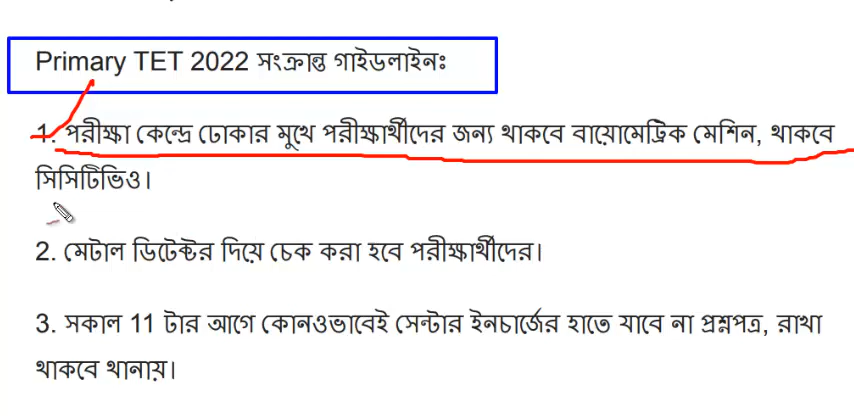 Primary TET 2022 সংক্রান্ত গাইডলাইনঃ
1. পরীক্ষা কেন্দ্রে ঢোকার মুখে পরীক্ষার্থীদের জন্য থাকবে বায়োমেট্রিক মেশিন, থাকবে
সিসিটিভিও।
2. মেটাল ডিটেক্টর দিয়ে চেক করা হবে পরীক্ষার্থীদের।
3. সকাল 11 টার আগে কোনওভাবেই সেন্টার ইনচার্জের হাতে যাবে না প্রশ্নপত্র, রাখা
থাকবে থানায়।